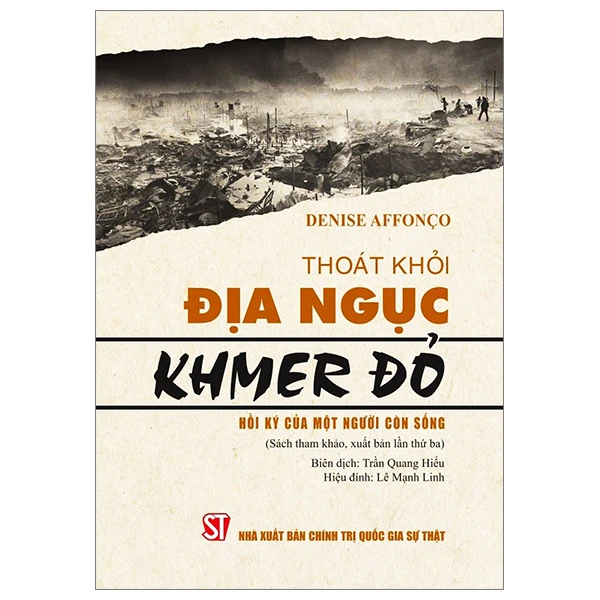 DENISE AFFONÇO
THOÁT KHỎI
ĐỊA NGỤC
KHMER ĐỎ
HỒI KÝ CỦA MỘT NGƯỜI CÒN SỐNG
(Sách tham khảo, xuất bản lần thứ ba)
Biên dịch: Trần Quang Hiếu
Hiệu đính: Lê Mạnh Linh
ST
NHÀ XUẤT BẢN CHÍNH TRỊ QUỐC GIA SỰ THẬT